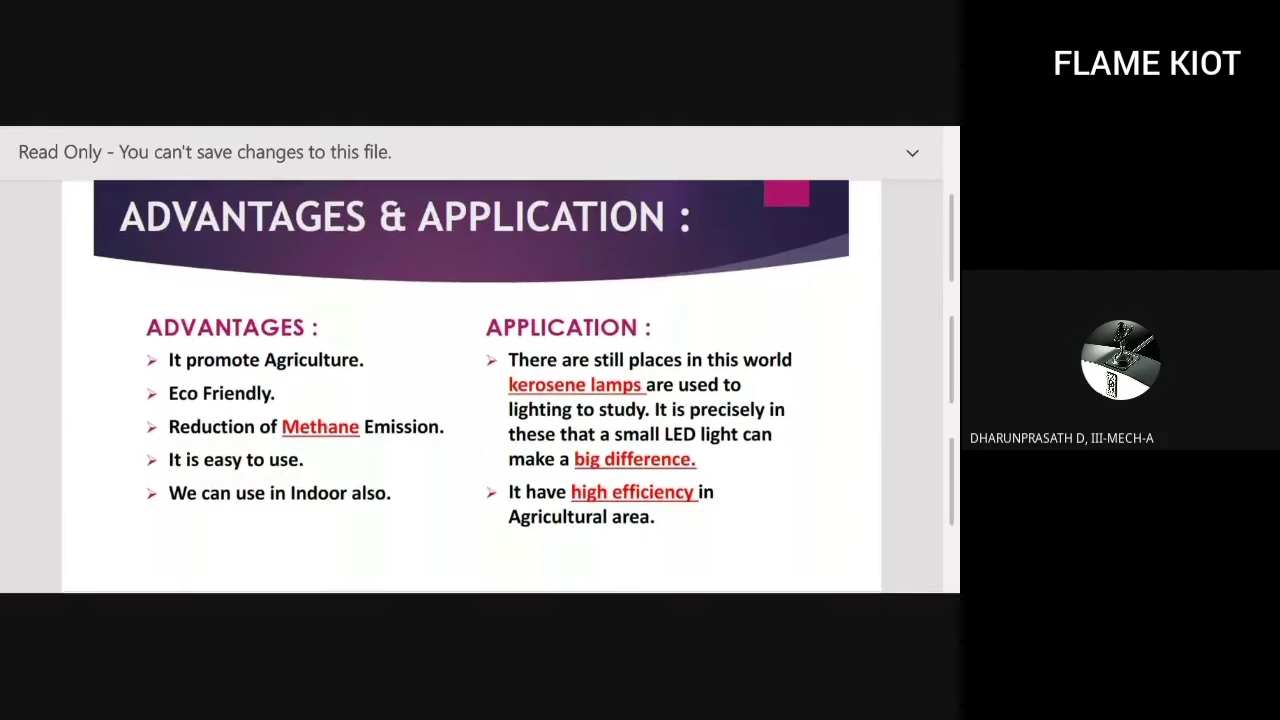 FLAME KIOT
Read Only - You can't save changes to this file.
ADVANTAGES & APPLICATION :
ADVANTAGES :
It promote Agriculture.
Eco Friendly.
Reduction of Methane Emission.
It is easy to use.
We can use in Indoor also.
APPLICATION :
There are still places in this world
kerosene lamps are used to
lighting to study. It is precisely in
these that a small LED light can
make a big difference.
It have high efficiency in
Agricultural area.
DHARUNPRASATH D, III-MECH-A